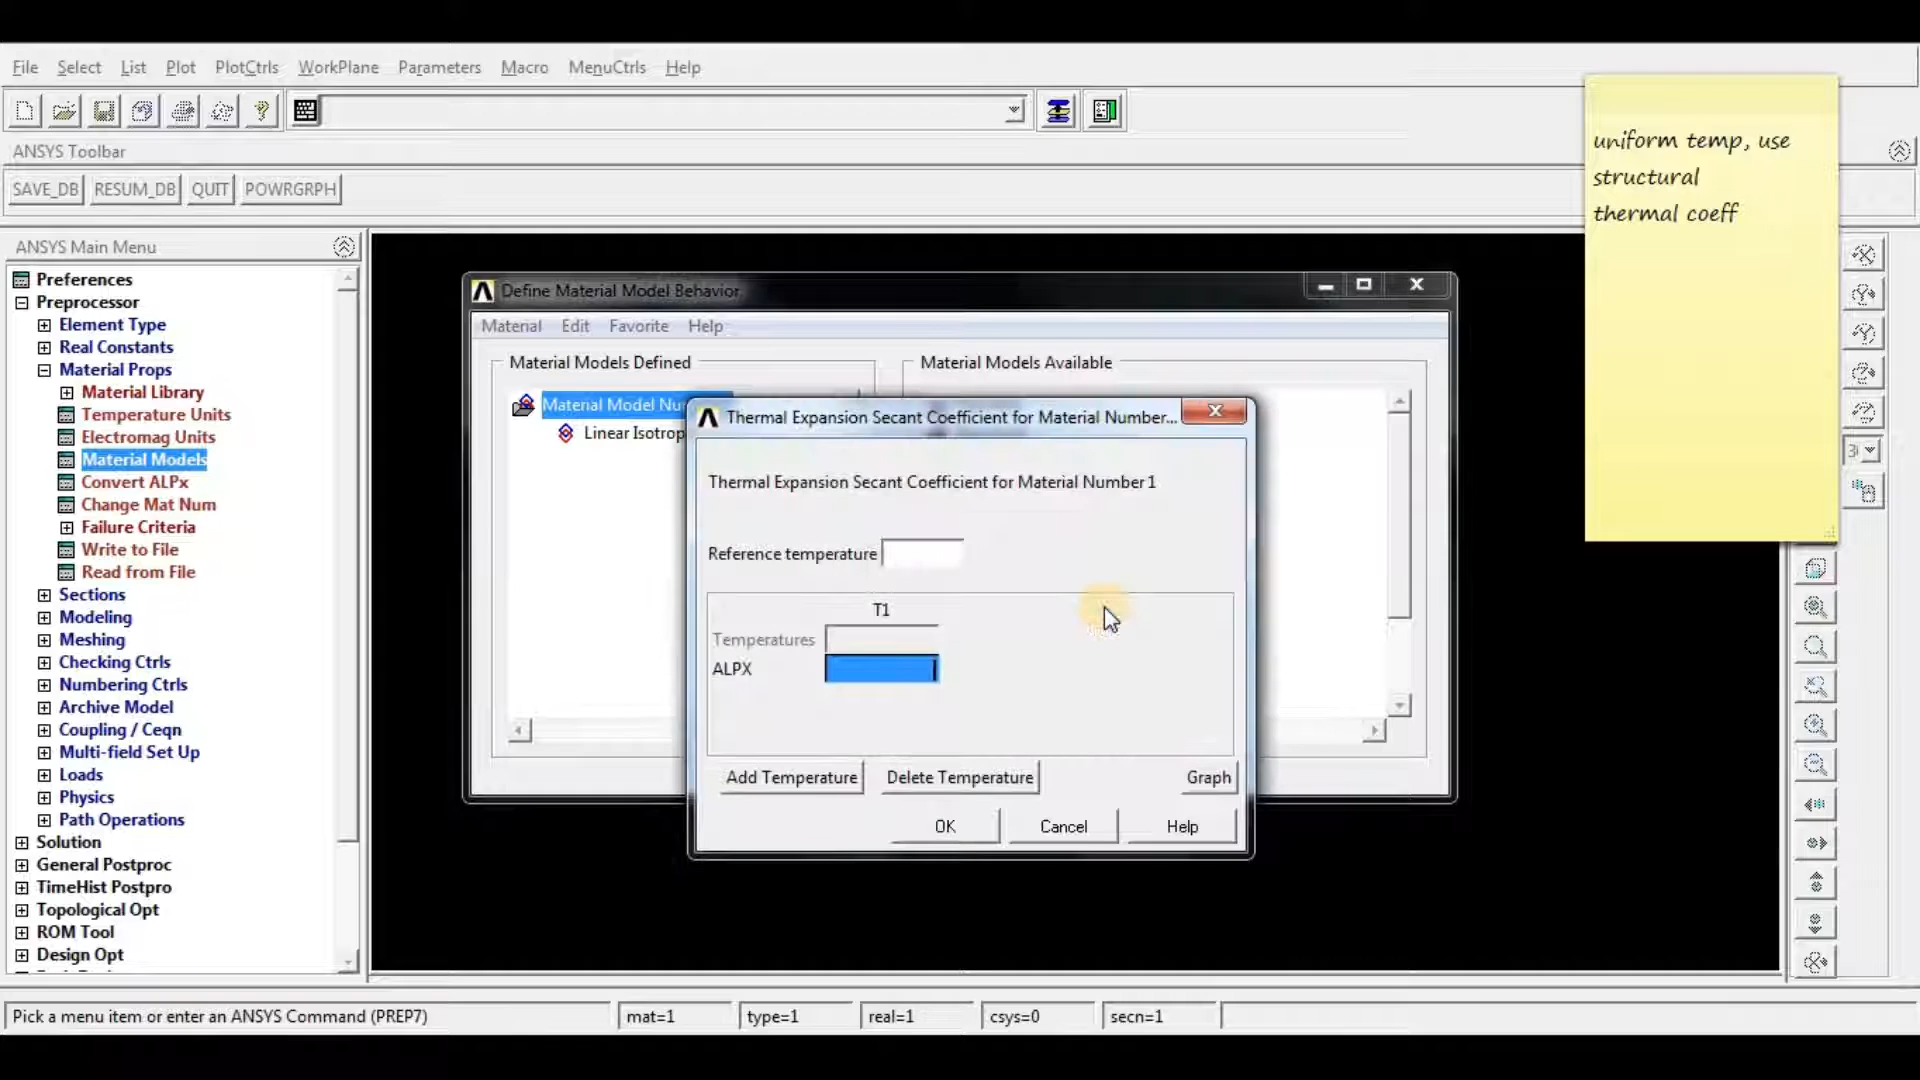 File Select List Plot PlotCtrls WorkPlane Parameters Macro MenuCtrls Help
ANSYS Toolbar
SAVE_DB RESUM_DB QUIT POWRGRPH
uniform temp, use
structural
thermal coeff
ANSYS Main Menu
Preferences
Preprocessor
Element Type
Real Constants
Material Props
Material Library
Temperature Units
Electromag Units
Material Models
Convert ALPx
Change Mat Num
Failure Criteria
Write to File
Read from File
Sections
Modeling
Meshing
Checking Ctrls
Numbering Ctrls
Archive Model
Coupling / Ceqn
Multi-field Set Up
Loads
Physics
Path Operations
Solution
General Postproc
TimeHist Postpro
Topological Opt
ROM Tool
Design Opt
Define Material Model Behavior
Material Edit Favorite Help
Material Models Defined
Material Models Available
Material Model Nu
Linear Isotrop
Thermal Expansion Secant Coefficient for Material Number...
Thermal Expansion Secant Coefficient for Material Number 1
Reference temperature
T1
Temperatures
ALPX
Add Temperature Delete Temperature Graph
OK Cancel Help
Pick a menu item or enter an ANSYS Command (PREP7) mat=1 type=1 real=1 csys=0 secn=1